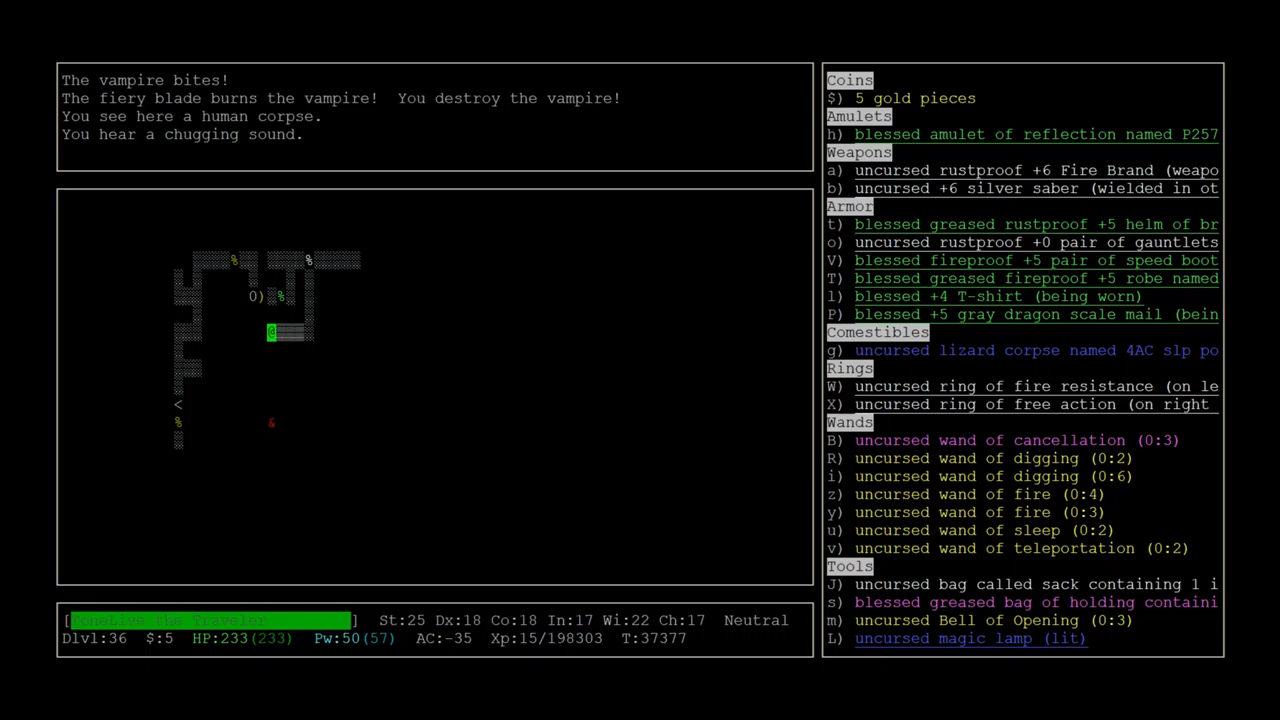 The vampire bites!
The fiery blade burns the vampire!  You destroy the vampire!
You see here a human corpse.
You hear a chugging sound.
%
%
O)
%
@
<
%
&
[ToneLive the Traveler ] St:25 Dx:18 Co:18 In:17 Wi:22 Ch:17 Neutral
Dlvl:36 $:5 HP:233(233) Pw:50(57) AC:-35 Xp:15/198303 T:37377
Coins
$) 5 gold pieces
Amulets
h) blessed amulet of reflection named P257
Weapons
a) uncursed rustproof +6 Fire Brand (weapo
b) uncursed +6 silver saber (wielded in ot
Armor
t) blessed greased rustproof +5 helm of br
o) uncursed rustproof +0 pair of gauntlets
V) blessed fireproof +5 pair of speed boot
T) blessed greased fireproof +5 robe named
l) blessed +4 T-shirt (being worn)
P) blessed +5 gray dragon scale mail (bein
Comestibles
g) uncursed lizard corpse named 4AC slp po
Rings
W) uncursed ring of fire resistance (on le
X) uncursed ring of free action (on right
Wands
B) uncursed wand of cancellation (0:3)
R) uncursed wand of digging (0:2)
i) uncursed wand of digging (0:6)
z) uncursed wand of fire (0:4)
y) uncursed wand of fire (0:3)
u) uncursed wand of sleep (0:2)
v) uncursed wand of teleportation (0:2)
Tools
J) uncursed bag called sack containing 1 i
s) blessed greased bag of holding containi
m) uncursed Bell of Opening (0:3)
L) uncursed magic lamp (lit)